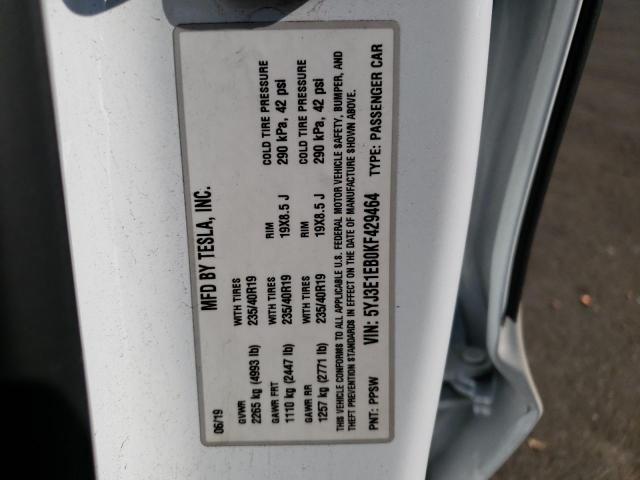 MFD BY TESLA, INC.
06/19
GVWR WITH TIRES
2265 kg (4993 lb) 235/40R19
GAWR FRT WITH TIRES RIM COLD TIRE PRESSURE
1110 kg (2447 lb) 235/40R19 19X8.5 J 290 kPa, 42 psi
GAWR RR WITH TIRES RIM COLD TIRE PRESSURE
1257 kg (2771 lb) 235/40R19 19X8.5 J 290 kPa, 42 psi
THIS VEHICLE CONFORMS TO ALL APPLICABLE U.S. FEDERAL MOTOR VEHICLE SAFETY, BUMPER, AND
THEFT PREVENTION STANDARDS IN EFFECT ON THE DATE OF MANUFACTURE SHOWN ABOVE.
PNT: PPSW VIN: 5YJ3E1EB0KF429464 TYPE: PASSENGER CAR